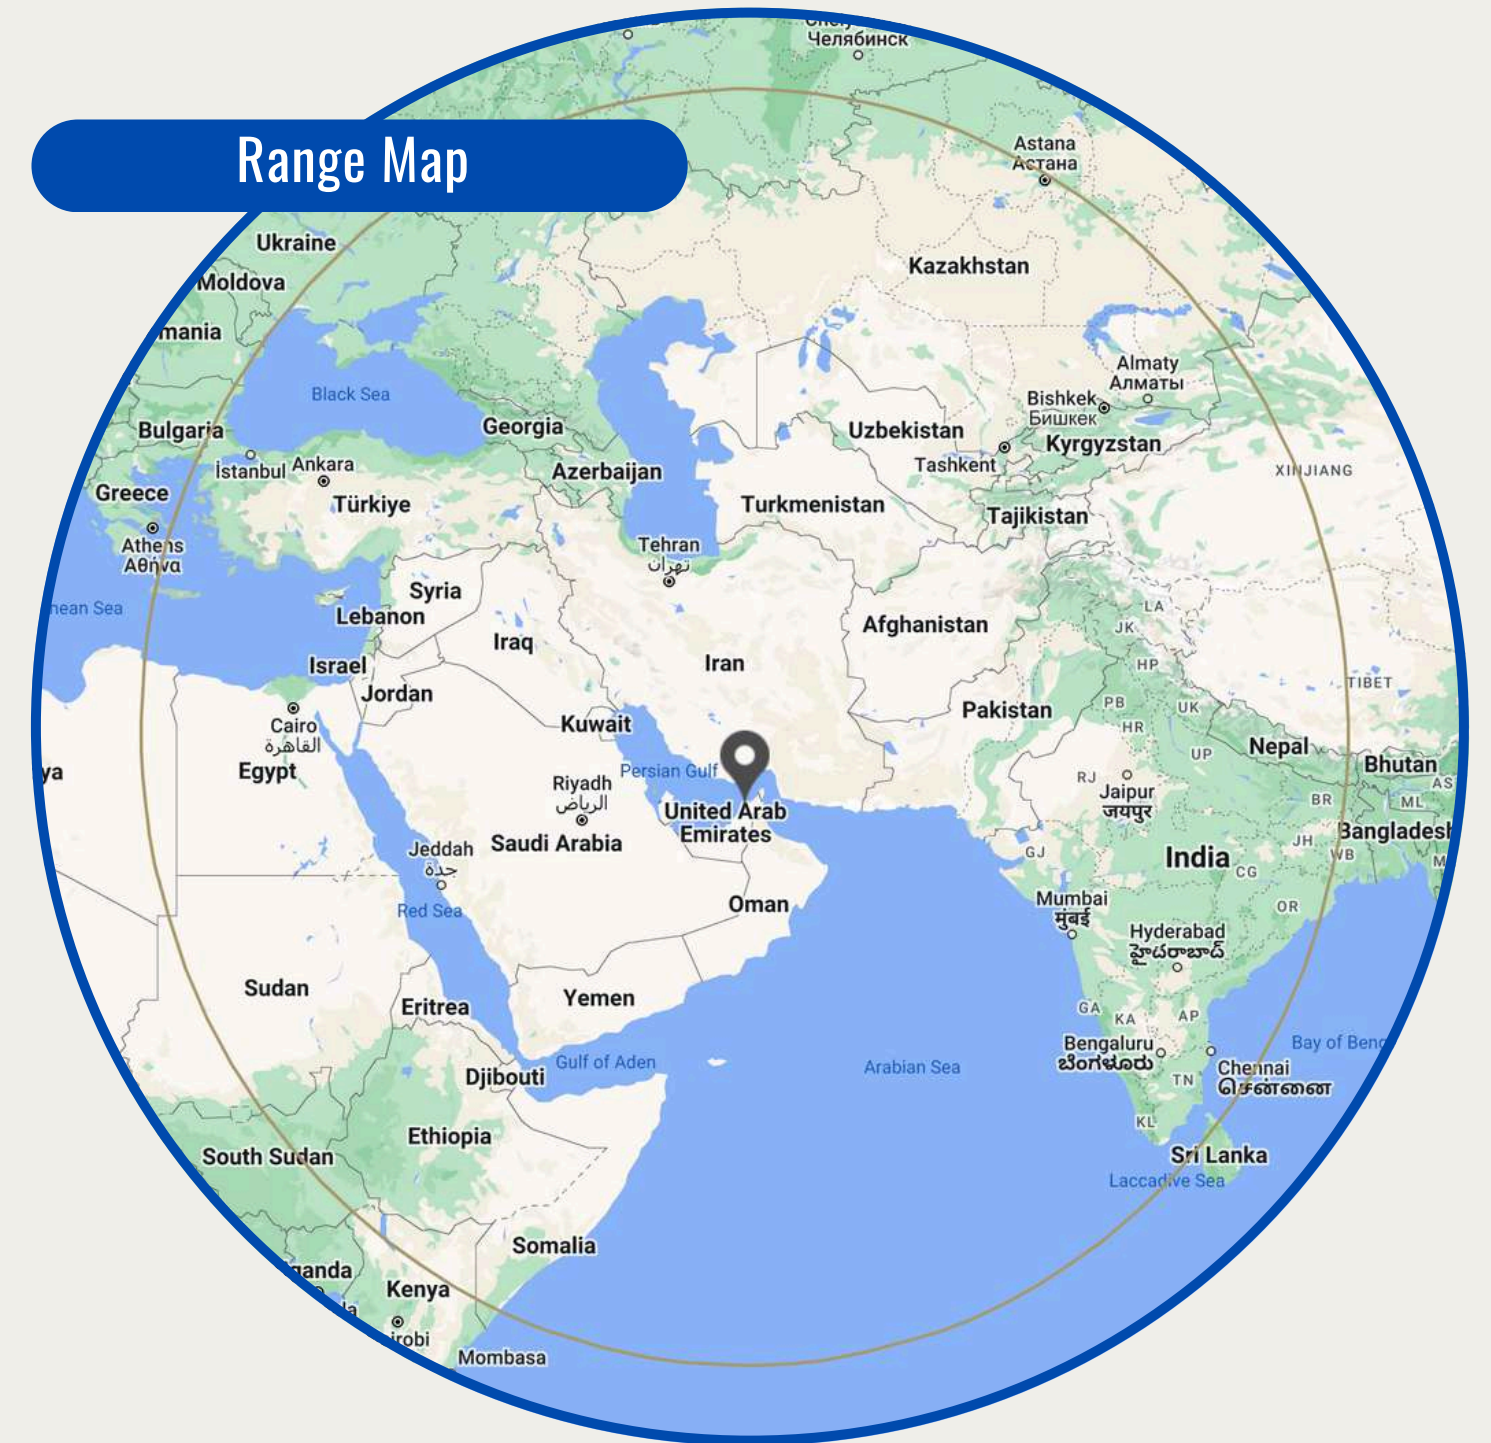 Челябинск
Range Map
Astana
Астана
Ukraine
Kazakhstan
Moldova
mania
Almaty
Алматы
Black Sea
Bishkek
Бишкек
Bulgaria
Georgia
Uzbekistan
Kyrgyzstan
İstanbul
Ankara
Azerbaijan
Tashkent
XINJIANG
Greece
Türkiye
Turkmenistan
Tajikistan
Athens
Αθήνα
Tehran
تهران
Syria
nean Sea
Lebanon
LA
Afghanistan
JK
Iraq
Israel
Iran
HP
Jordan
TIBET
Cairo
القاهرة
Kuwait
Pakistan
PB
UK
HR
Nepal
UP
Egypt
ya
Persian Gulf
Bhutan
Riyadh
الرياض
RJ
Jaipur
जयपुर
AS
BR
ML
United Arab
Emirates
Saudi Arabia
Bangladesh
JH
WB
Jeddah
جدة
GJ
India
CG
M
Red Sea
Oman
Mumbai
मुंबई
OR
Hyderabad
హైదరాబాద్
Sudan
Eritrea
Yemen
GA
KA
AP
Bengaluru
ಬೆಂಗಳೂರು
Bay of Beng
Gulf of Aden
Arabian Sea
Djibouti
Chennai
சென்னை
TN
KL
Ethiopia
South Sudan
Sri Lanka
Laccadive Sea
Somalia
ganda
Kenya
la
irobi
Mombasa